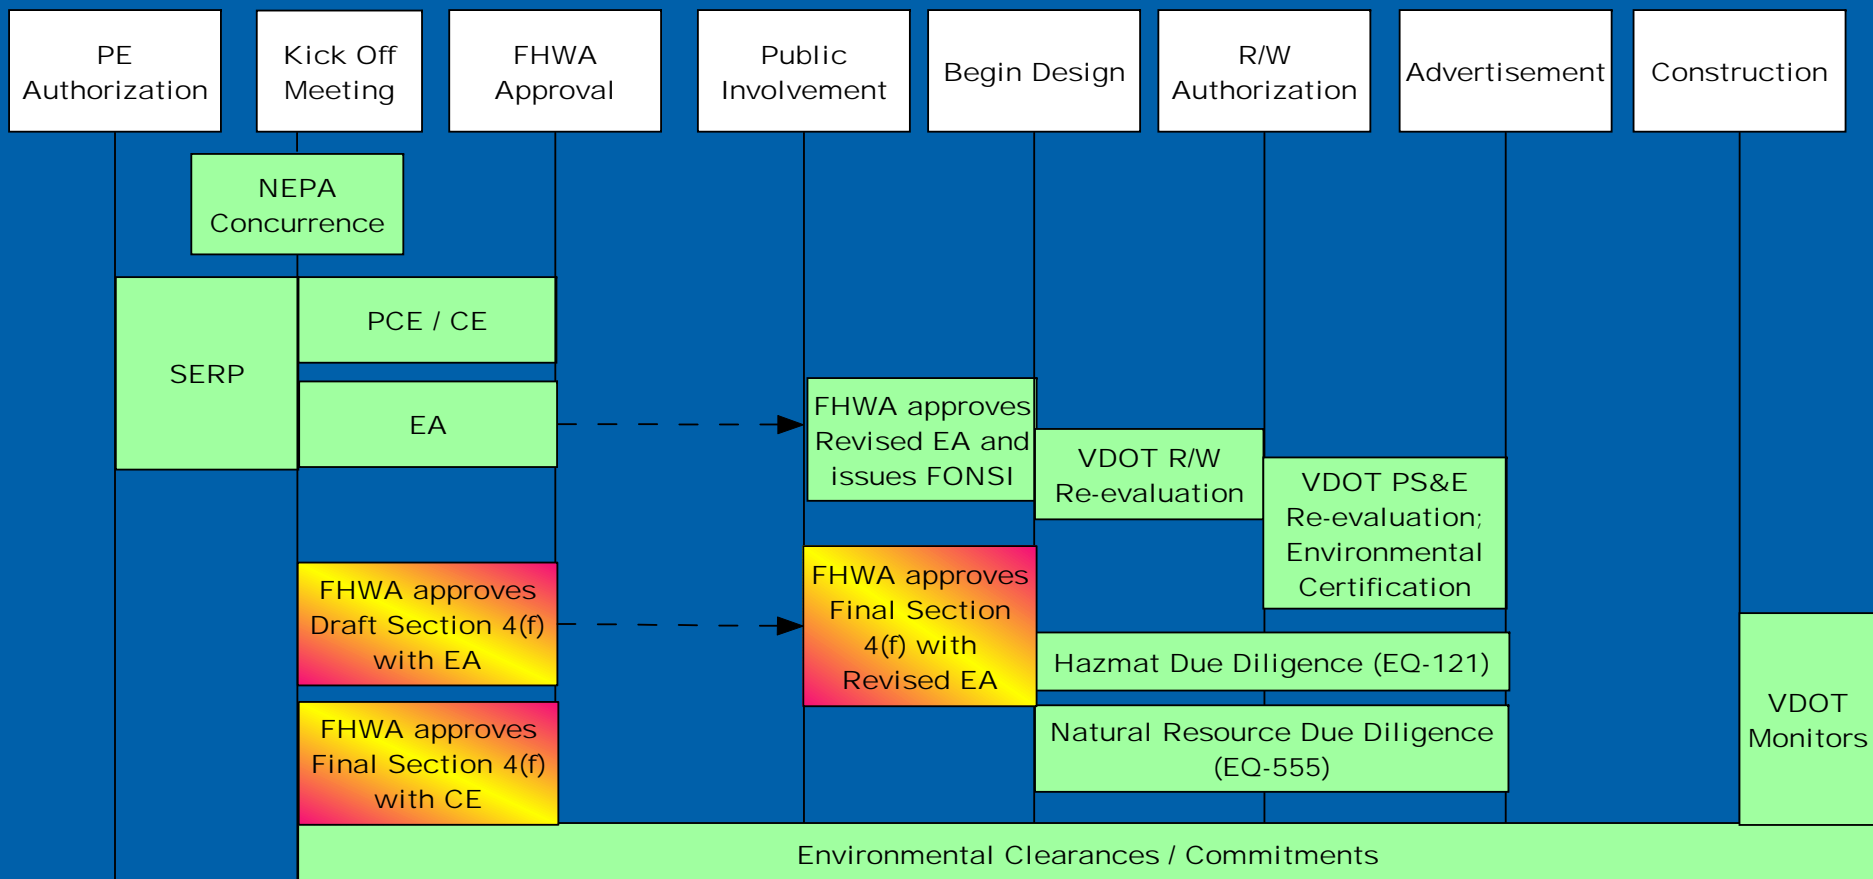 PE
Authorization
Kick Off
Meeting
FHWA
Approval
Public
Involvement
Begin Design
R/W
Authorization
Advertisement
Construction
NEPA
Concurrence
SERP
PCE / CE
EA
FHWA approves
Revised EA and
issues FONSI
VDOT R/W
Re-evaluation
VDOT PS&E
Re-evaluation;
Environmental
Certification
FHWA approves
Draft Section 4(f)
with EA
FHWA approves
Final Section
4(f) with
Revised EA
Hazmat Due Diligence (EQ-121)
FHWA approves
Final Section 4(f)
with CE
Natural Resource Due Diligence
(EQ-555)
VDOT
Monitors
Environmental Clearances / Commitments